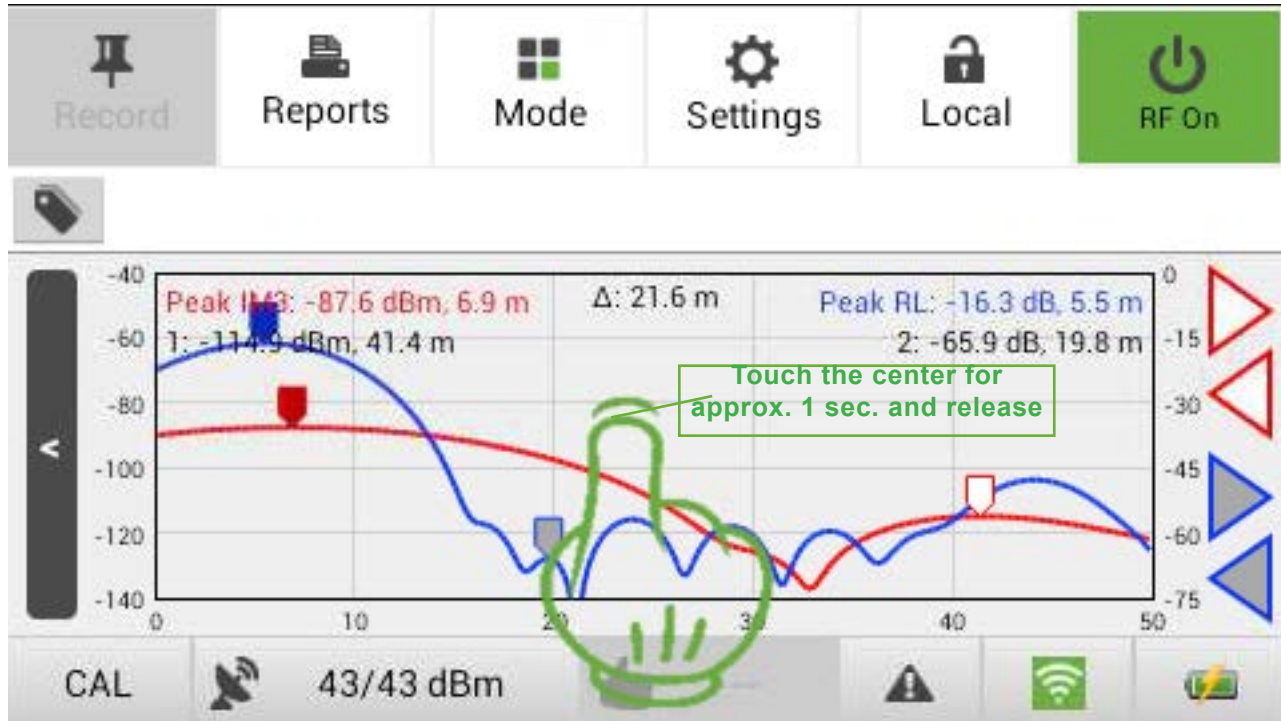 Record
Reports
Mode
Settings
Local
RF On
Peak IM3: -87.6 dBm, 6.9 m
Δ: 21.6 m
Peak RL: -16.3 dB, 5.5 m
1: -114.9 dBm, 41.4 m
2: -65.9 dB, 19.8 m
Touch the center for
approx. 1 sec. and release
-40
-60
-80
-100
-120
-140
0
-15
-30
-45
-60
-75
<
0
10
20
30
40
50
CAL
43/43 dBm